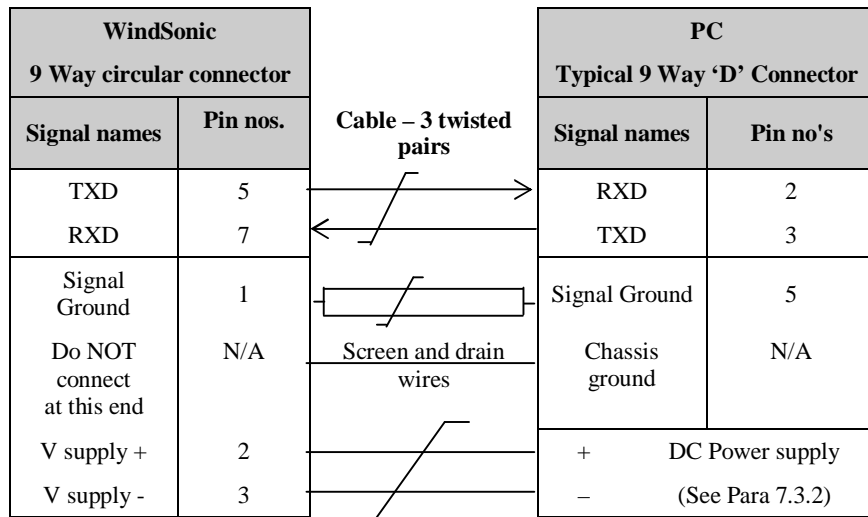 WindSonic
9 Way circular connector
PC
Typical 9 Way ‘D’ Connector
Signal names
Pin nos.
Cable – 3 twisted
pairs
Signal names
Pin no's
TXD 5 RXD 2
RXD 7 TXD 3
Signal
Ground
1
Signal Ground 5
Do NOT
connect
at this end
N/A
Screen and drain
wires
Chassis
ground
N/A
V supply + 2 + DC Power supply
V supply - 3 – (See Para 7.3.2)